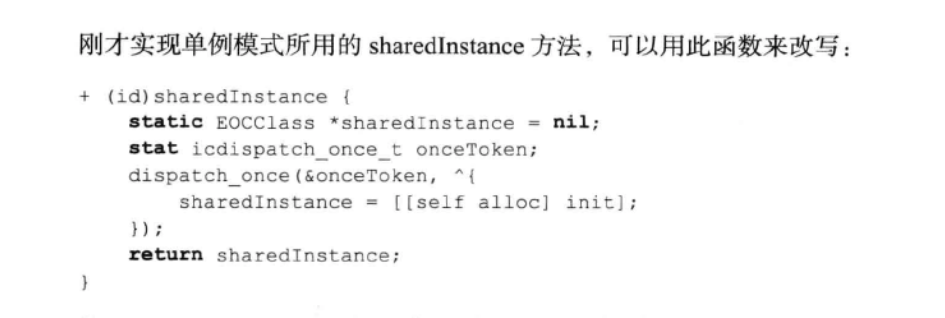 刚才实现单例模式所用的 sharedInstance 方法，可以用此函数来改写：
+ (id)sharedInstance {
    static EOCClass *sharedInstance = nil;
    stat icdispatch_once_t onceToken;
    dispatch_once(&onceToken, ^{
        sharedInstance = [[self alloc] init];
    });
    return sharedInstance;
}